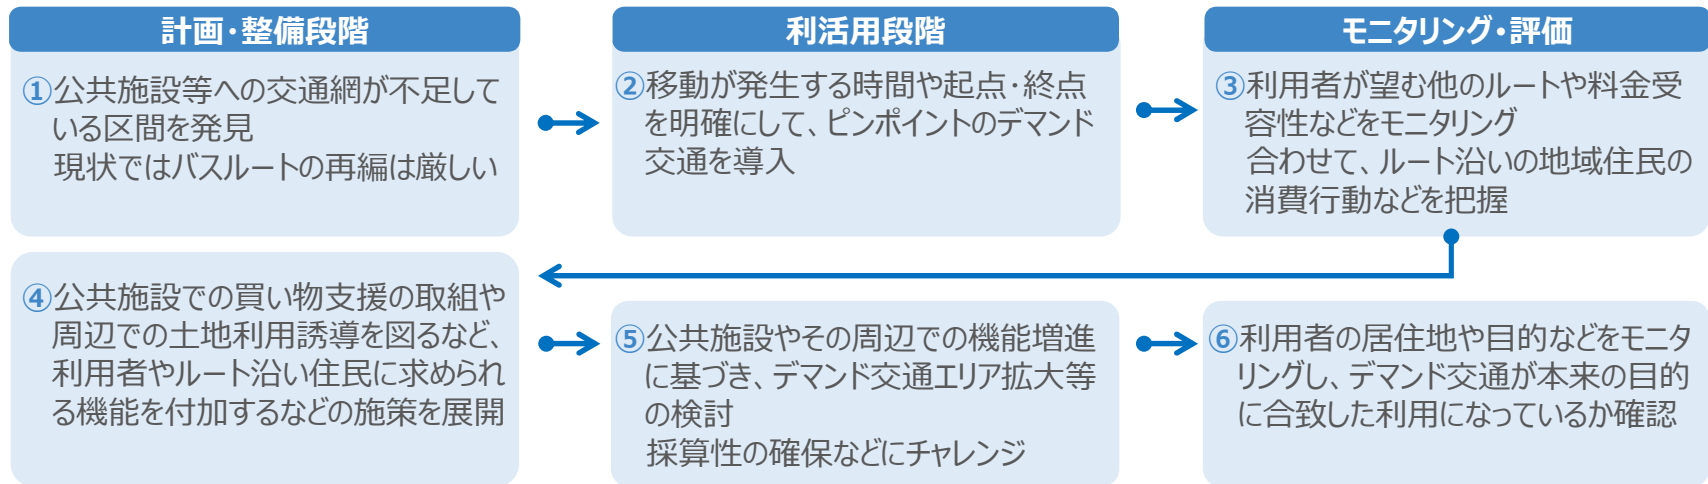 計画・整備段階
利活用段階
モニタリング・評価
①公共施設等への交通網が不足して
いる区間を発見
現状ではバスルートの再編は厳しい
②移動が発生する時間や起点・終点
を明確にして、ピンポイントのデマンド
交通を導入
③利用者が望む他のルートや料金受
容性などをモニタリング
合わせて、ルート沿いの地域住民の
消費行動などを把握
④公共施設での買い物支援の取組や
周辺での土地利用誘導を図るなど、
利用者やルート沿い住民に求められ
る機能を付加するなどの施策を展開
⑤公共施設やその周辺での機能増進
に基づき、デマンド交通エリア拡大等
の検討
採算性の確保などにチャレンジ
⑥利用者の居住地や目的などをモニタ
リングし、デマンド交通が本来の目的
に合致した利用になっているか確認